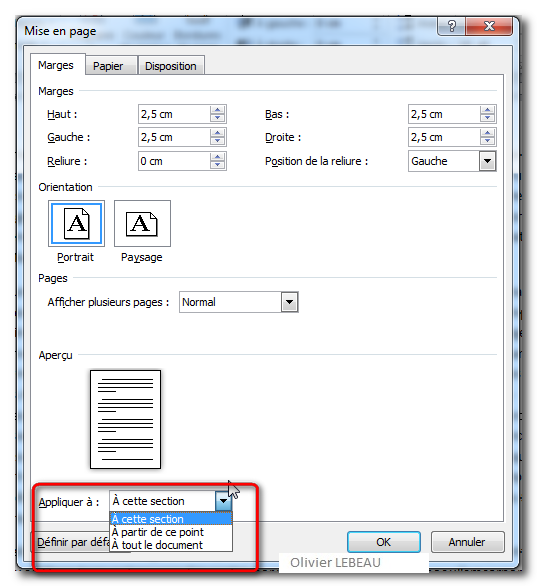 Mise en page
Marges Papier Disposition
Marges
Haut : 2,5 cm Bas : 2,5 cm
Gauche : 2,5 cm Droite : 2,5 cm
Reliure : 0 cm Position de la reliure : Gauche
Orientation
A A
Portrait Paysage
Pages
Afficher plusieurs pages : Normal
Aperçu
Appliquer à : À cette section
À cette section
À partir de ce point
À tout le document
Définir par défa
OK Annuler
Olivier LEBEAU